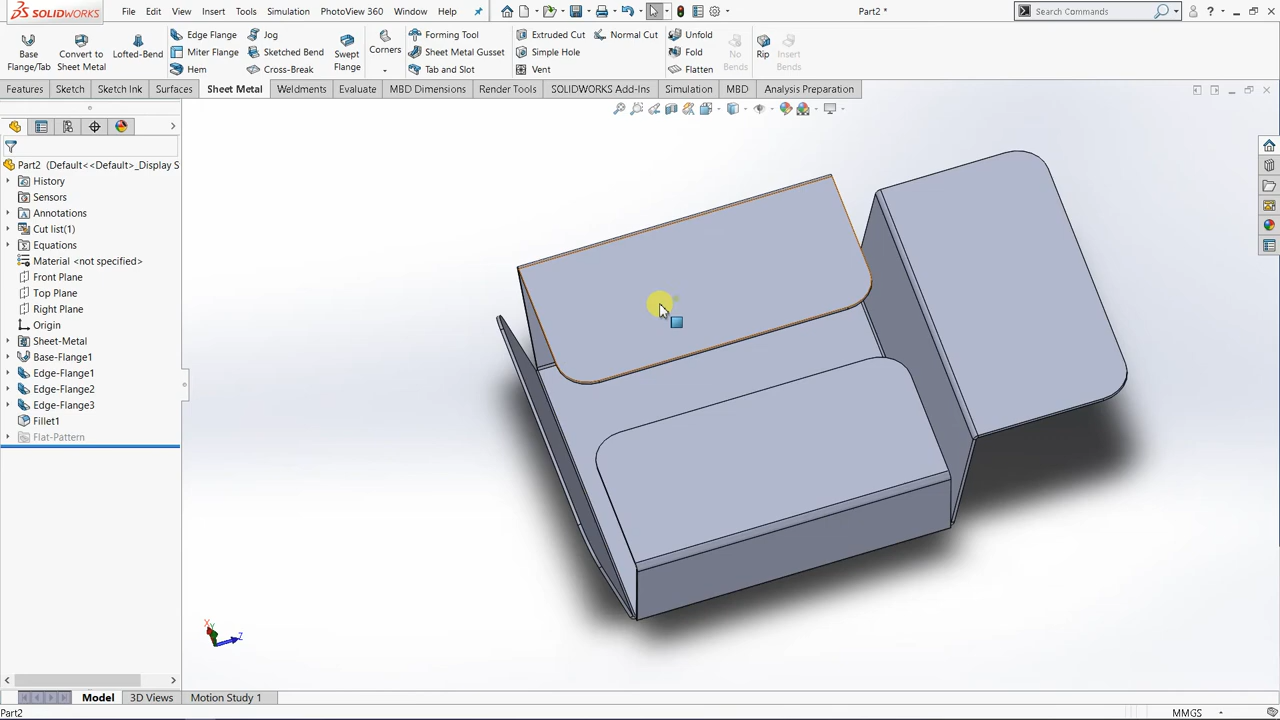 SOLIDWORKS File Edit View Insert Tools Simulation PhotoView 360 Window Help Part2 * Search Commands
Base Flange/Tab
Convert to Sheet Metal
Lofted-Bend
Edge Flange
Miter Flange
Hem
Jog
Sketched Bend
Cross-Break
Swept Flange
Corners
Forming Tool
Sheet Metal Gusset
Tab and Slot
Extruded Cut
Simple Hole
Vent
Normal Cut
Unfold
Fold
Flatten
No Bends
Rip
Insert Bends
Features Sketch Sketch Ink Surfaces Sheet Metal Weldments Evaluate MBD Dimensions Render Tools SOLIDWORKS Add-Ins Simulation MBD Analysis Preparation
Part2 (Default<<Default>_Display S
History
Sensors
Annotations
Cut list(1)
Equations
Material <not specified>
Front Plane
Top Plane
Right Plane
Origin
Sheet-Metal
Base-Flange1
Edge-Flange1
Edge-Flange2
Edge-Flange3
Fillet1
Flat-Pattern
X Y Z
Model 3D Views Motion Study 1
Part2 MMGS